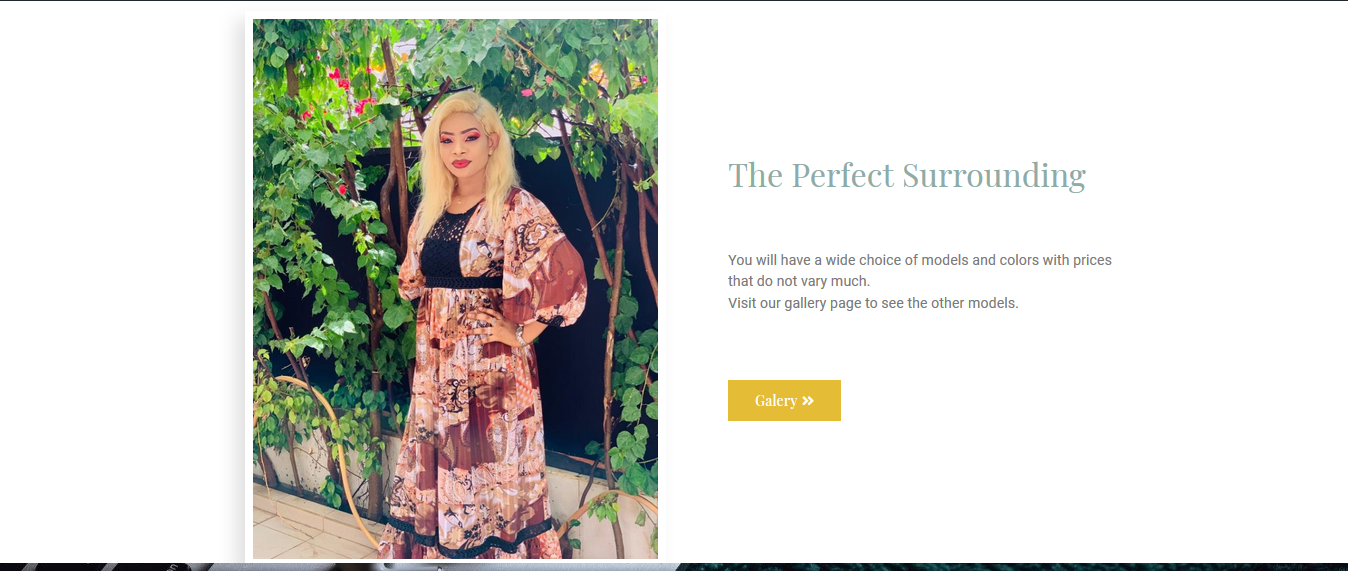 The Perfect Surrounding
You will have a wide choice of models and colors with prices
that do not vary much.
Visit our gallery page to see the other models.
Galery